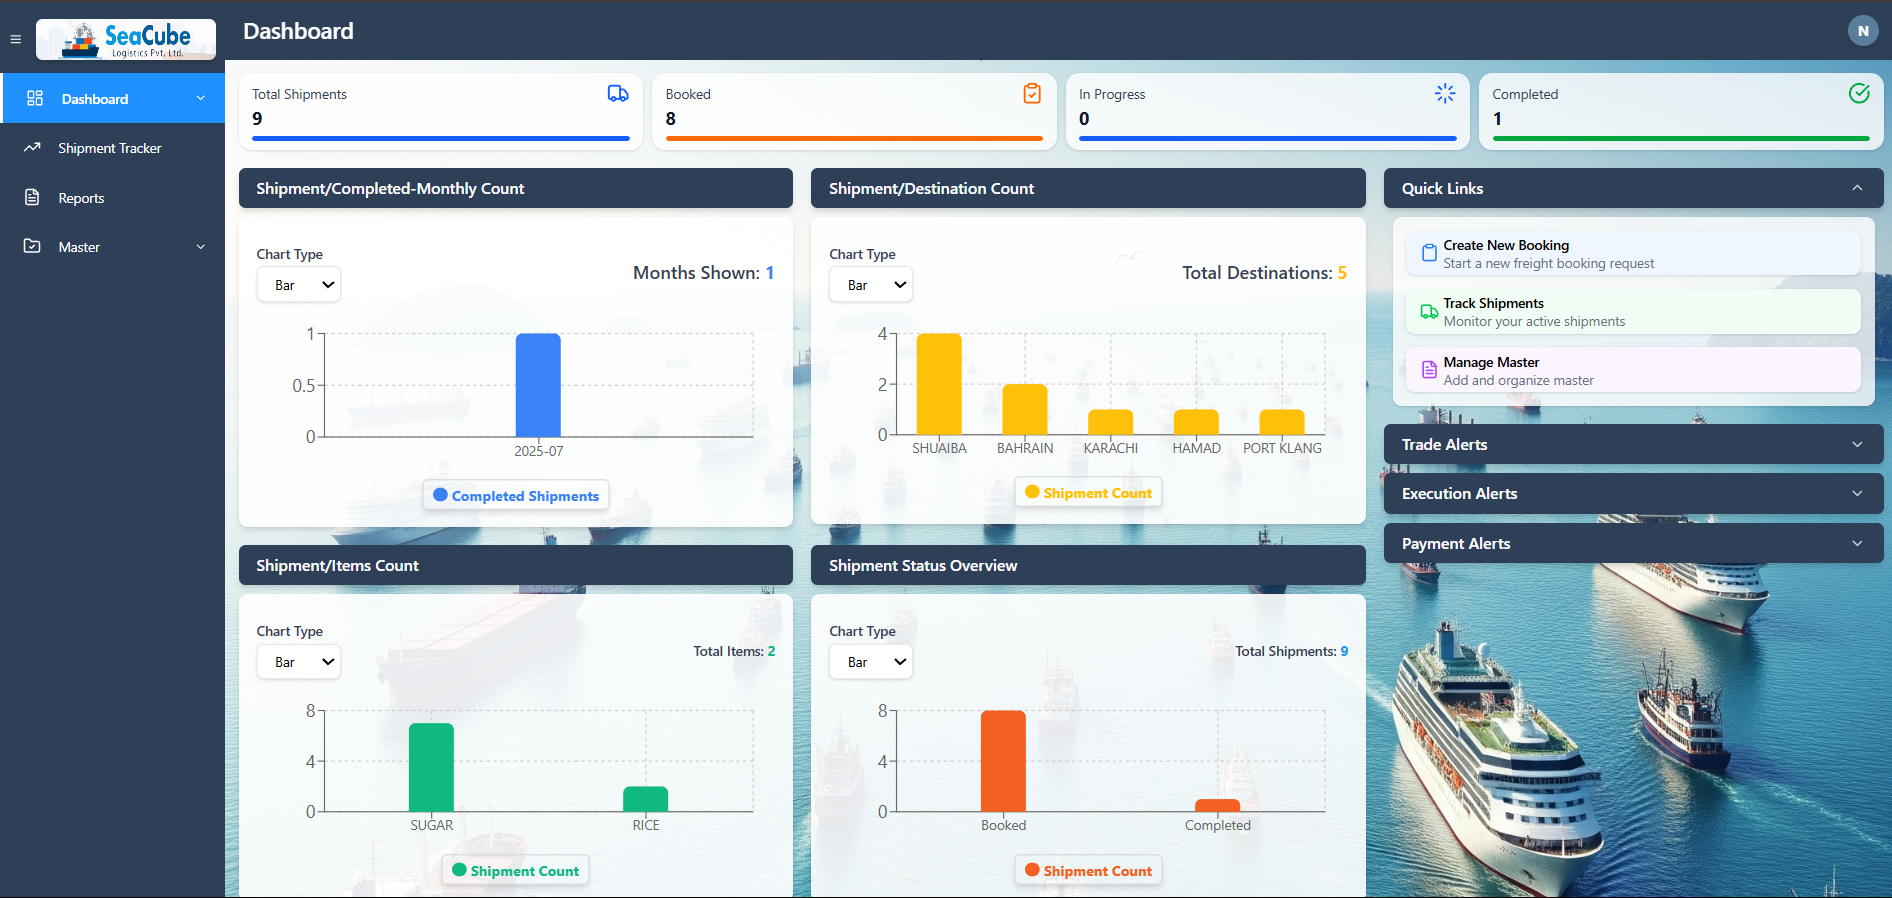 SeaCube
Logistics Pvt. Ltd.
Dashboard
N
Dashboard
Shipment Tracker
Reports
Master
Total Shipments
9
Booked
8
In Progress
0
Completed
1
Shipment/Completed-Monthly Count
Chart Type
Bar
Months Shown: 1
1
0.5
0
2025-07
Completed Shipments
Shipment/Destination Count
Chart Type
Bar
Total Destinations: 5
4
2
0
SHUAIBA BAHRAIN KARACHI HAMAD PORT KLANG
Shipment Count
Quick Links
Create New Booking
Start a new freight booking request
Track Shipments
Monitor your active shipments
Manage Master
Add and organize master
Trade Alerts
Execution Alerts
Payment Alerts
Shipment/Items Count
Chart Type
Bar
Total Items: 2
8
4
0
SUGAR RICE
Shipment Count
Shipment Status Overview
Chart Type
Bar
Total Shipments: 9
8
4
0
Booked Completed
Shipment Count